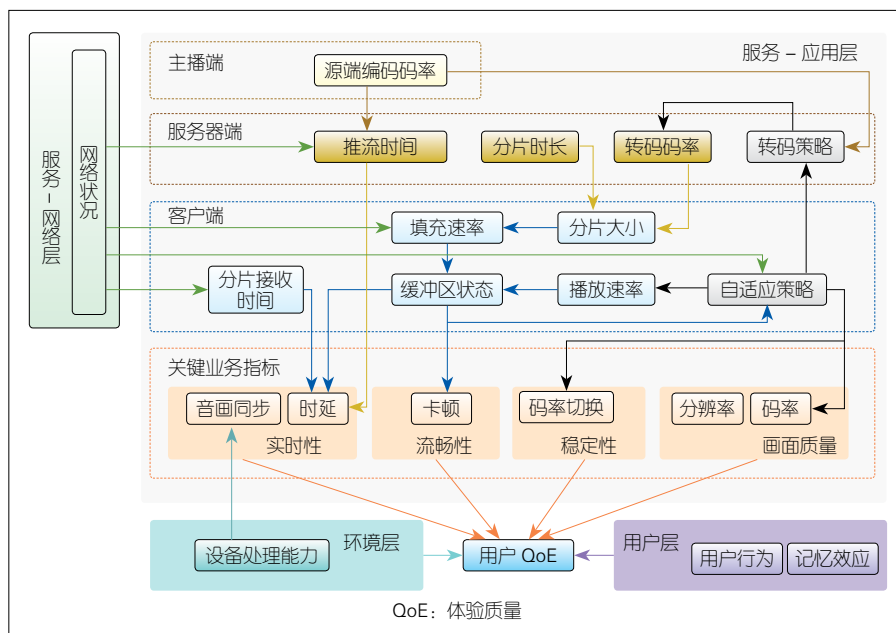 服务 – 应用层
主播端
源端编码码率
服务器端
推流时间
分片时长
转码码率
转码策略
服务 – 网络层
网络状况
客户端
填充速率
分片大小
分片接收
时间
缓冲区状态
播放速率
自适应策略
关键业务指标
音画同步
时延
卡顿
码率切换
分辨率
码率
实时性
流畅性
稳定性
画面质量
设备处理能力
环境层
用户 QoE
用户层
用户行为
记忆效应
QoE：体验质量